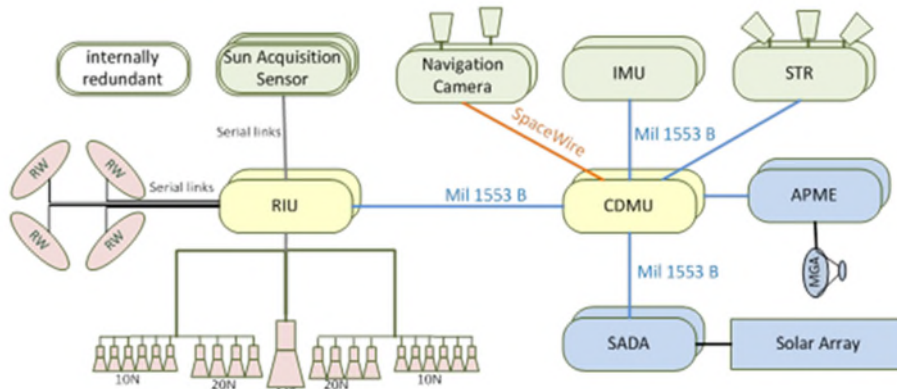 internally
redundant
Sun Acquisition
Sensor
Navigation
Camera
IMU
STR
Serial links
SpaceWire
Mil 1553 B
RW
RW
Serial links
RIU
Mil 1553 B
CDMU
APME
RW
RW
Mil 1553 B
MGA
SADA
Solar Array
10N
20N
20N
10N